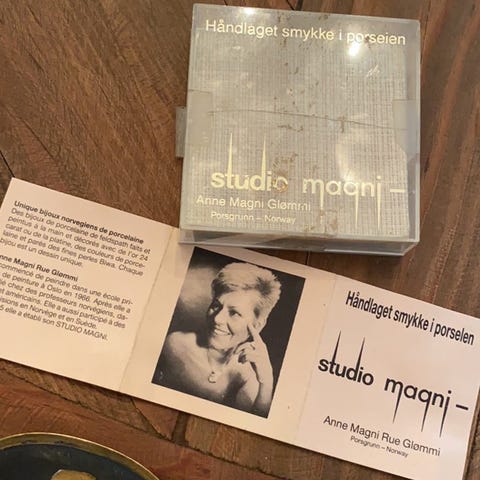 Håndlaget smykke i porselen
studio magni –
Anne Magni Glømmi
Porsgrunn – Norway
Unique bijoux norvegiens de porcelaine
Des bijoux de porcelaine de feldspath faits et
peintus à la main et décorés avec de l'or 24
carat ou de la platine, des couleurs de porce-
laine et parés des fines perles Biwa. Chaque
bijou est un dessin unique.
Anne Magni Rue Glømmi
commencé de peindre dans une école pri-
de peinture à Oslo en 1966. Après elle a
chez des professeurs norvégiens, da-
et américains. Elle a aussi participé à des
en Norvège et en Suède.
elle a établi son STUDIO MAGNI.
Håndlaget smykke i porselen
studio magni –
Anne Magni Rue Glømmi
Porsgrunn – Norway